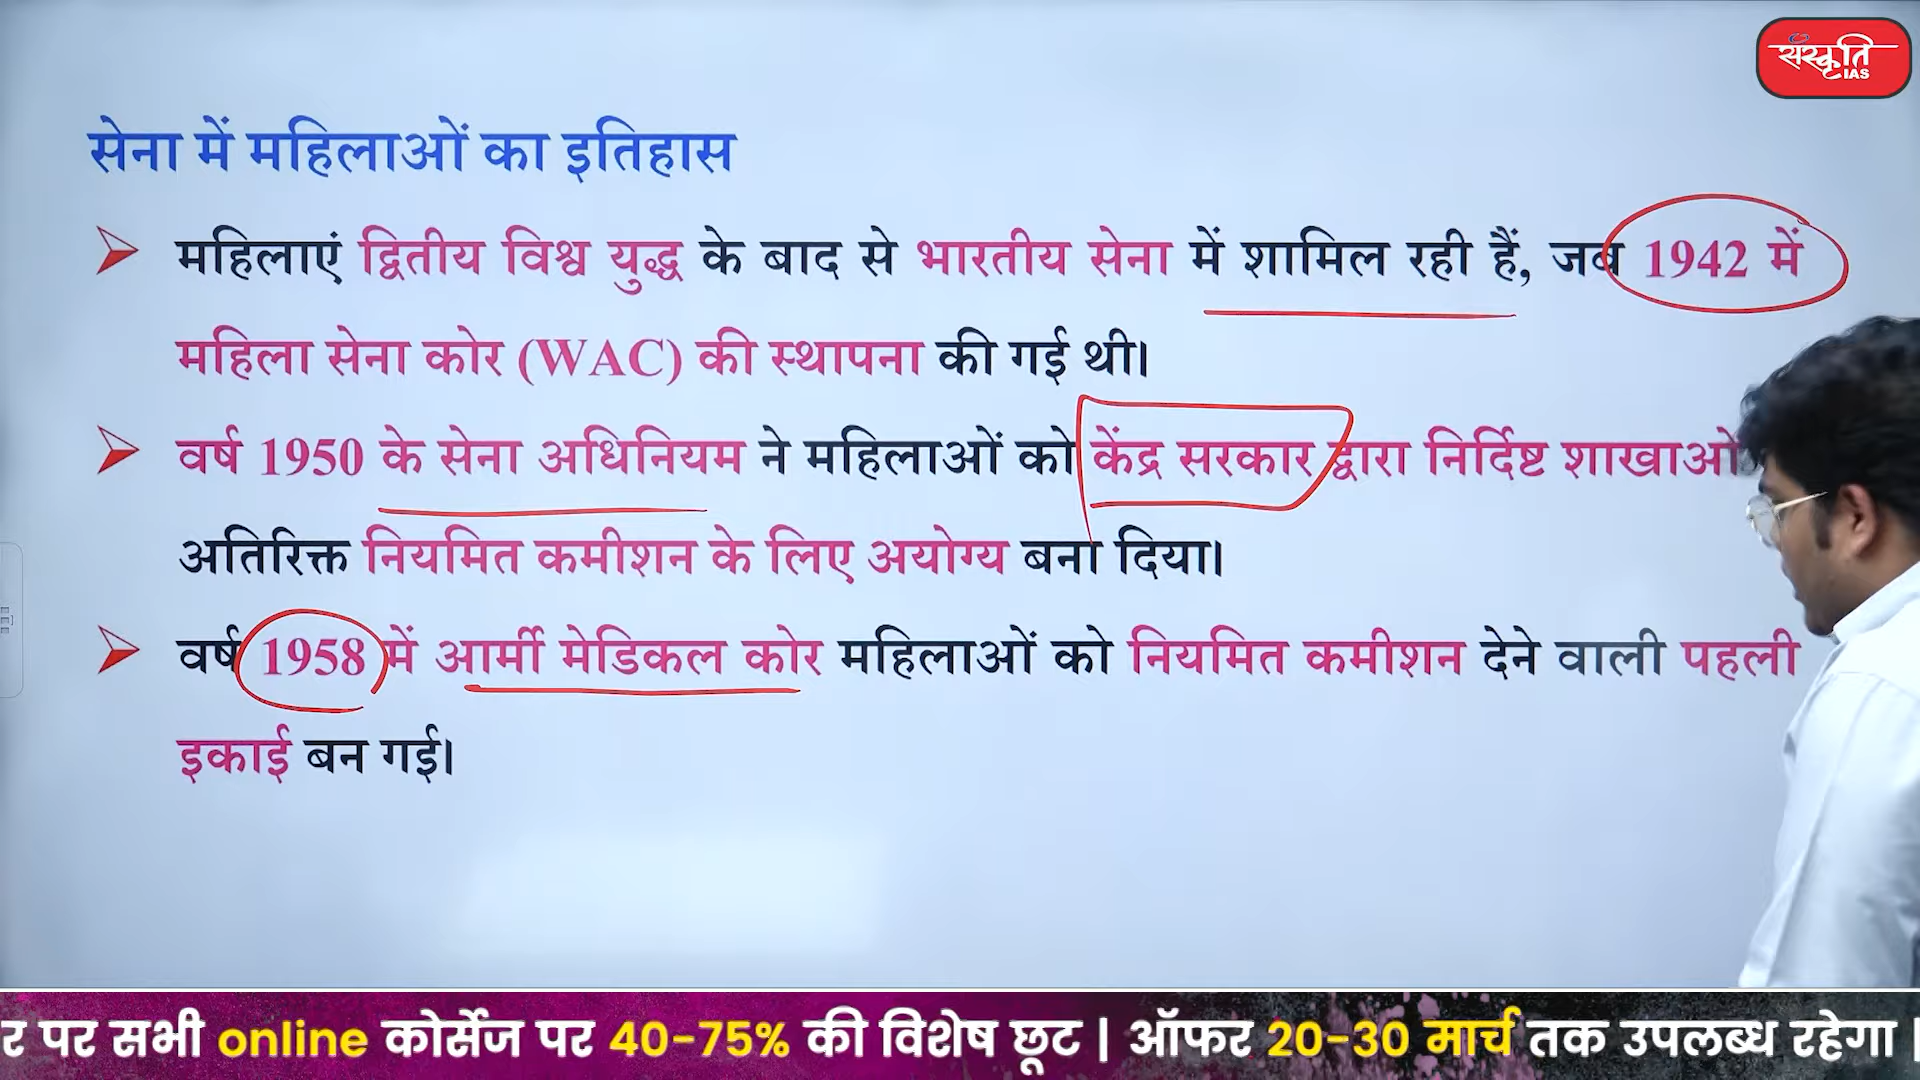 संस्कृति
IAS
सेना में महिलाओं का इतिहास
महिलाएं द्वितीय विश्व युद्ध के बाद से भारतीय सेना में शामिल रही हैं, जब 1942 में
महिला सेना कोर (WAC) की स्थापना की गई थी।
वर्ष 1950 के सेना अधिनियम ने महिलाओं को केंद्र सरकार द्वारा निर्दिष्ट शाखाओं
अतिरिक्त नियमित कमीशन के लिए अयोग्य बना दिया।
वर्ष 1958 में आर्मी मेडिकल कोर महिलाओं को नियमित कमीशन देने वाली पहली
इकाई बन गई।
र पर सभी online कोर्सेज पर 40-75% की विशेष छूट | ऑफर 20-30 मार्च तक उपलब्ध रहेगा |